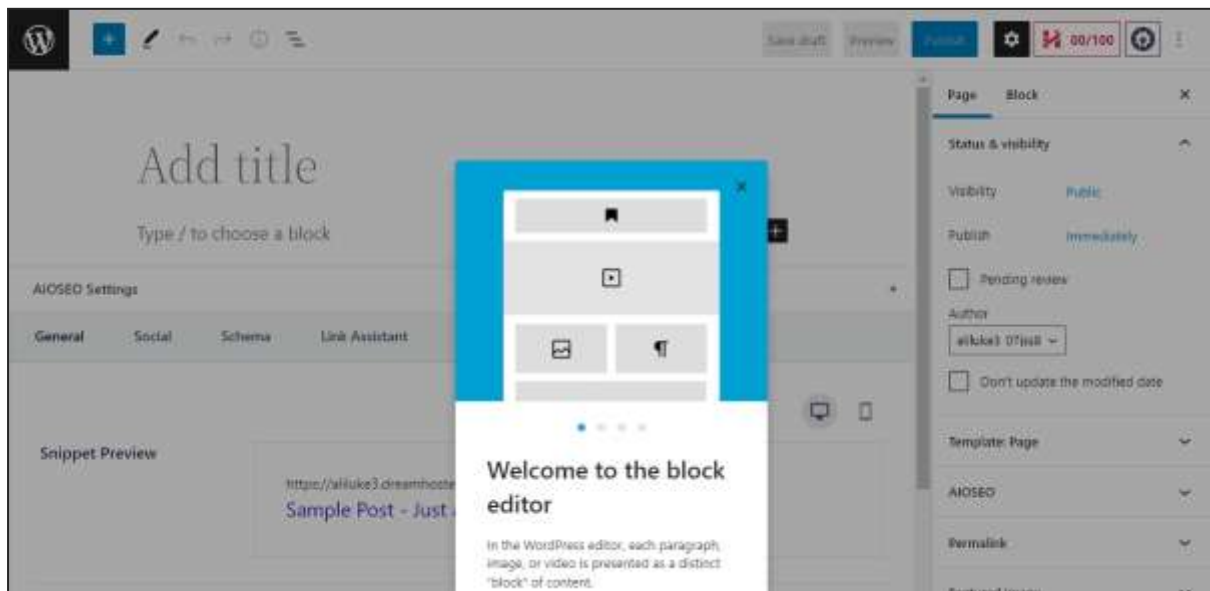 Save draft Preview Publish 00/100
Page Block
Add title
Status & visibility
Visibility Public
Type / to choose a block
Publish Immediately
Pending review
AIOSEO Settings
Author
General Social Schema Link Assistant
Don't update the modified date
Template: Page
Snippet Preview
Welcome to the block
editor
AIOSEO
Sample Post - Just
In the WordPress editor, each paragraph,
image, or video is presented as a distinct
"block" of content.
Permalink